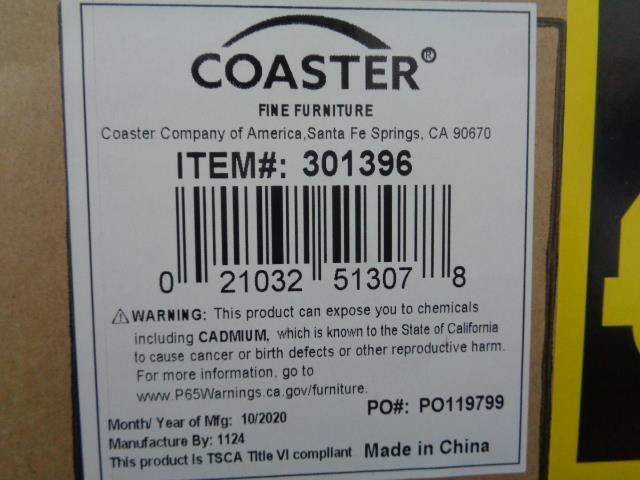 COASTER®
FINE FURNITURE
Coaster Company of America,Santa Fe Springs, CA 90670
ITEM#: 301396
0 21032 51307 8
⚠WARNING: This product can expose you to chemicals
including CADMIUM, which is known to the State of California
to cause cancer or birth defects or other reproductive harm.
For more information, go to
www.P65Warnings.ca.gov/furniture.
PO#: PO119799
Month/ Year of Mfg: 10/2020
Manufacture By: 1124
This product is TSCA Title VI compliant
Made in China